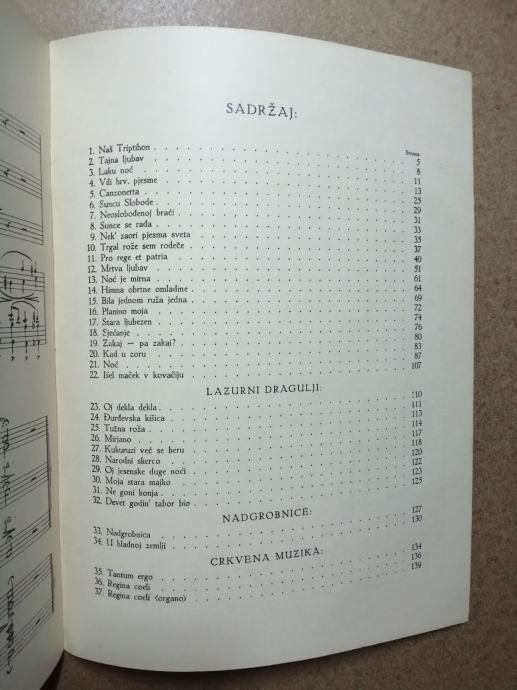 SADRŽAJ:
Strana
1. Naš Triptihon . . . 5
2. Tajna ljubav . . . 8
3. Laku noć . . . 11
4. Vili hrv. pjesme . . . 13
5. Canzonetta . . . 25
6. Suncu Slobode . . . 29
7. Neoslobođenoj braći . . . 31
8. Sunce se rađa . . . 33
9. Nek' zaori pjesma sveta . . . 35
10. Trgal rože sem rodeče . . . 37
11. Pro rege et patria . . . 40
12. Mrtva ljubav . . . 51
13. Noć je mirna . . . 61
14. Himna obrtne omladine . . . 64
15. Bila jednom ruža jedna . . . 69
16. Planino moja . . . 72
17. Stara ljubezen . . . 74
18. Sjećanje . . . 76
19. Zakaj — pa zakaj? . . . 80
20. Kad u zoru . . . 83
21. Noć . . . 87
22. Išel maček v kovačiju . . . 107
LAZURNI DRAGULJI:
23. Oj dekla dekla . . . 110
24. Đurđevska kišica . . . 111
25. Tužna roža . . . 113
26. Mirjano . . . 114
27. Kukuruzi već se beru . . . 117
28. Narodni skerco . . . 118
29. Oj jesenske duge noći . . . 120
30. Moja stara majko . . . 122
31. Ne goni konja . . . 123
32. Devet godin' tabor bio . . . 125
NADGROBNICE:
33. Nadgrobnica . . . 127
34. U hladnoj zemlji . . . 130
CRKVENA MUZIKA:
35. Tantum ergo . . . 134
36. Regina coeli . . . 136
37. Regina coeli (organo) . . . 139